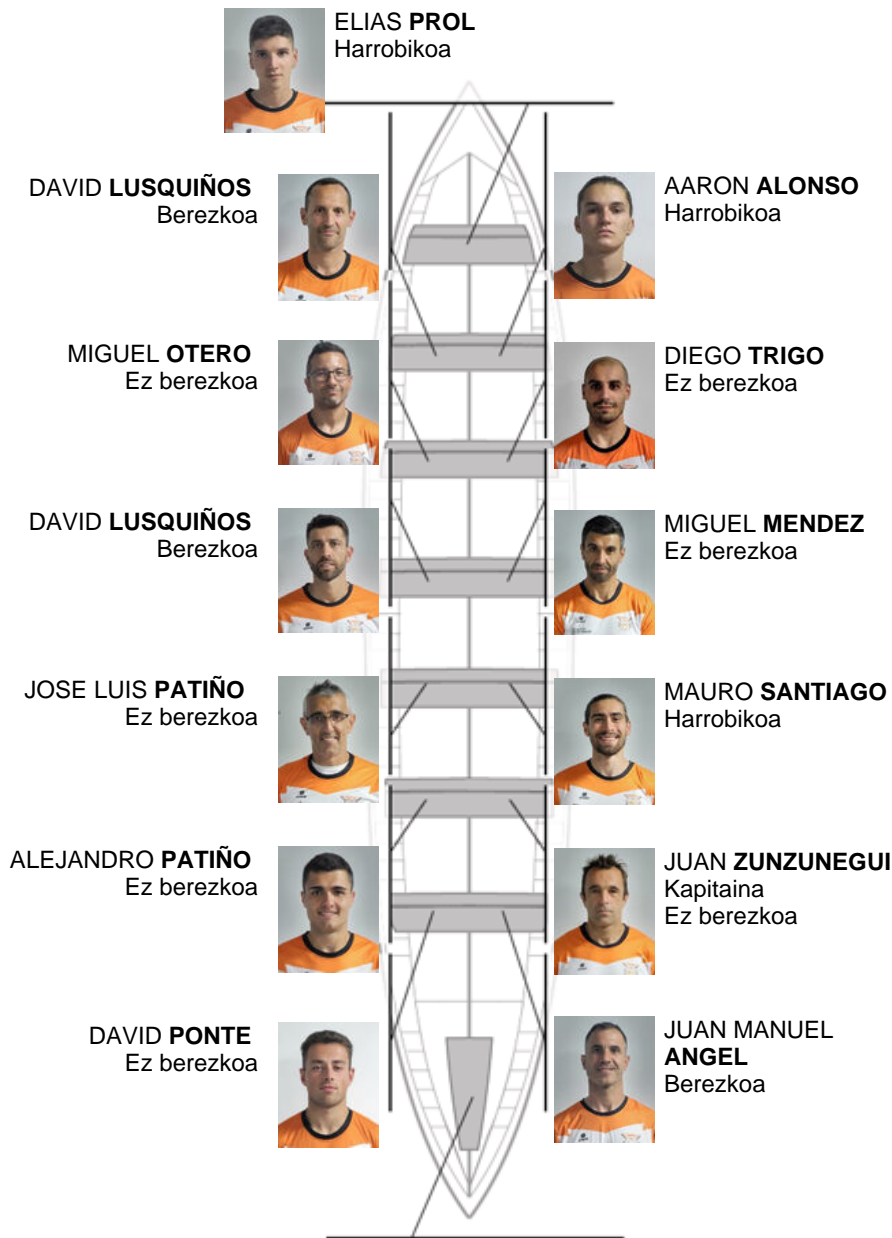 ELIAS PROL
Harrobikoa
DAVID LUSQUIÑOS
Berezkoa
AARON ALONSO
Harrobikoa
MIGUEL OTERO
Ez berezkoa
DIEGO TRIGO
Ez berezkoa
DAVID LUSQUIÑOS
Berezkoa
MIGUEL MENDEZ
Ez berezkoa
JOSE LUIS PATIÑO
Ez berezkoa
MAURO SANTIAGO
Harrobikoa
ALEJANDRO PATIÑO
Ez berezkoa
JUAN ZUNZUNEGUI
Kapitaina
Ez berezkoa
DAVID PONTE
Ez berezkoa
JUAN MANUEL
ANGEL
Berezkoa